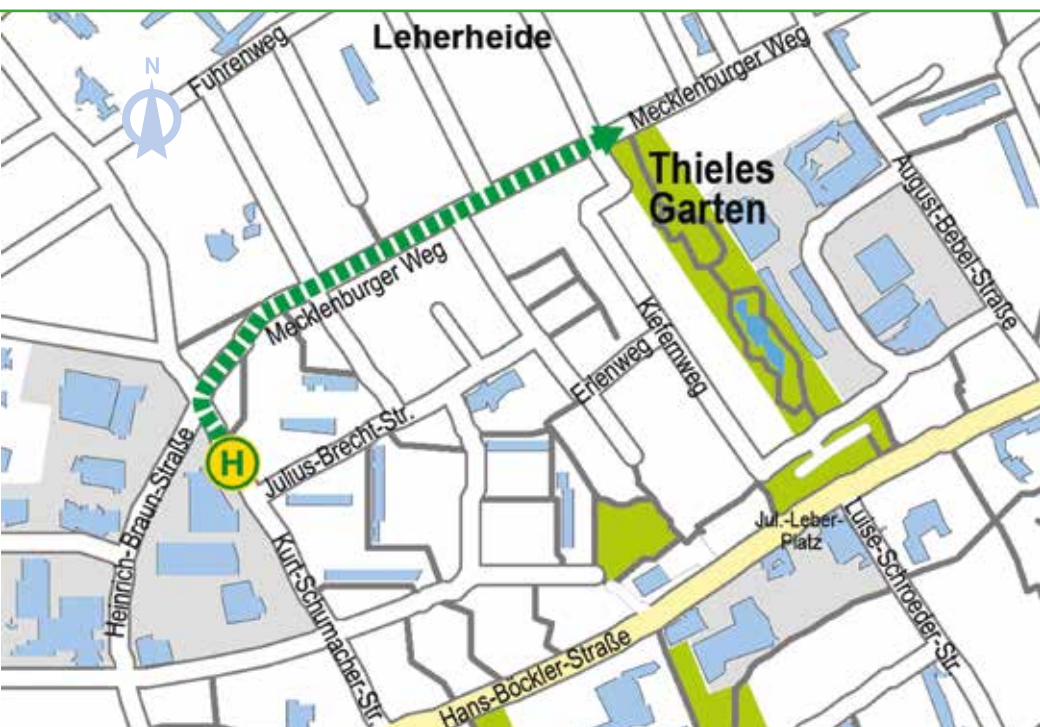 Leherheide
Fuhrenweg
N
Mecklenburger Weg
Thieles
Garten
August-Bebel-Straße
Mecklenburger Weg
Kiefernweg
Erlenweg
Julius-Brecht-Str.
H
Heinrich-Braun-Straße
Kurt-Schumacher-Str.
Jul.-Leber-
Platz
Luise-Schroeder-Str.
Hans-Böckler-Straße